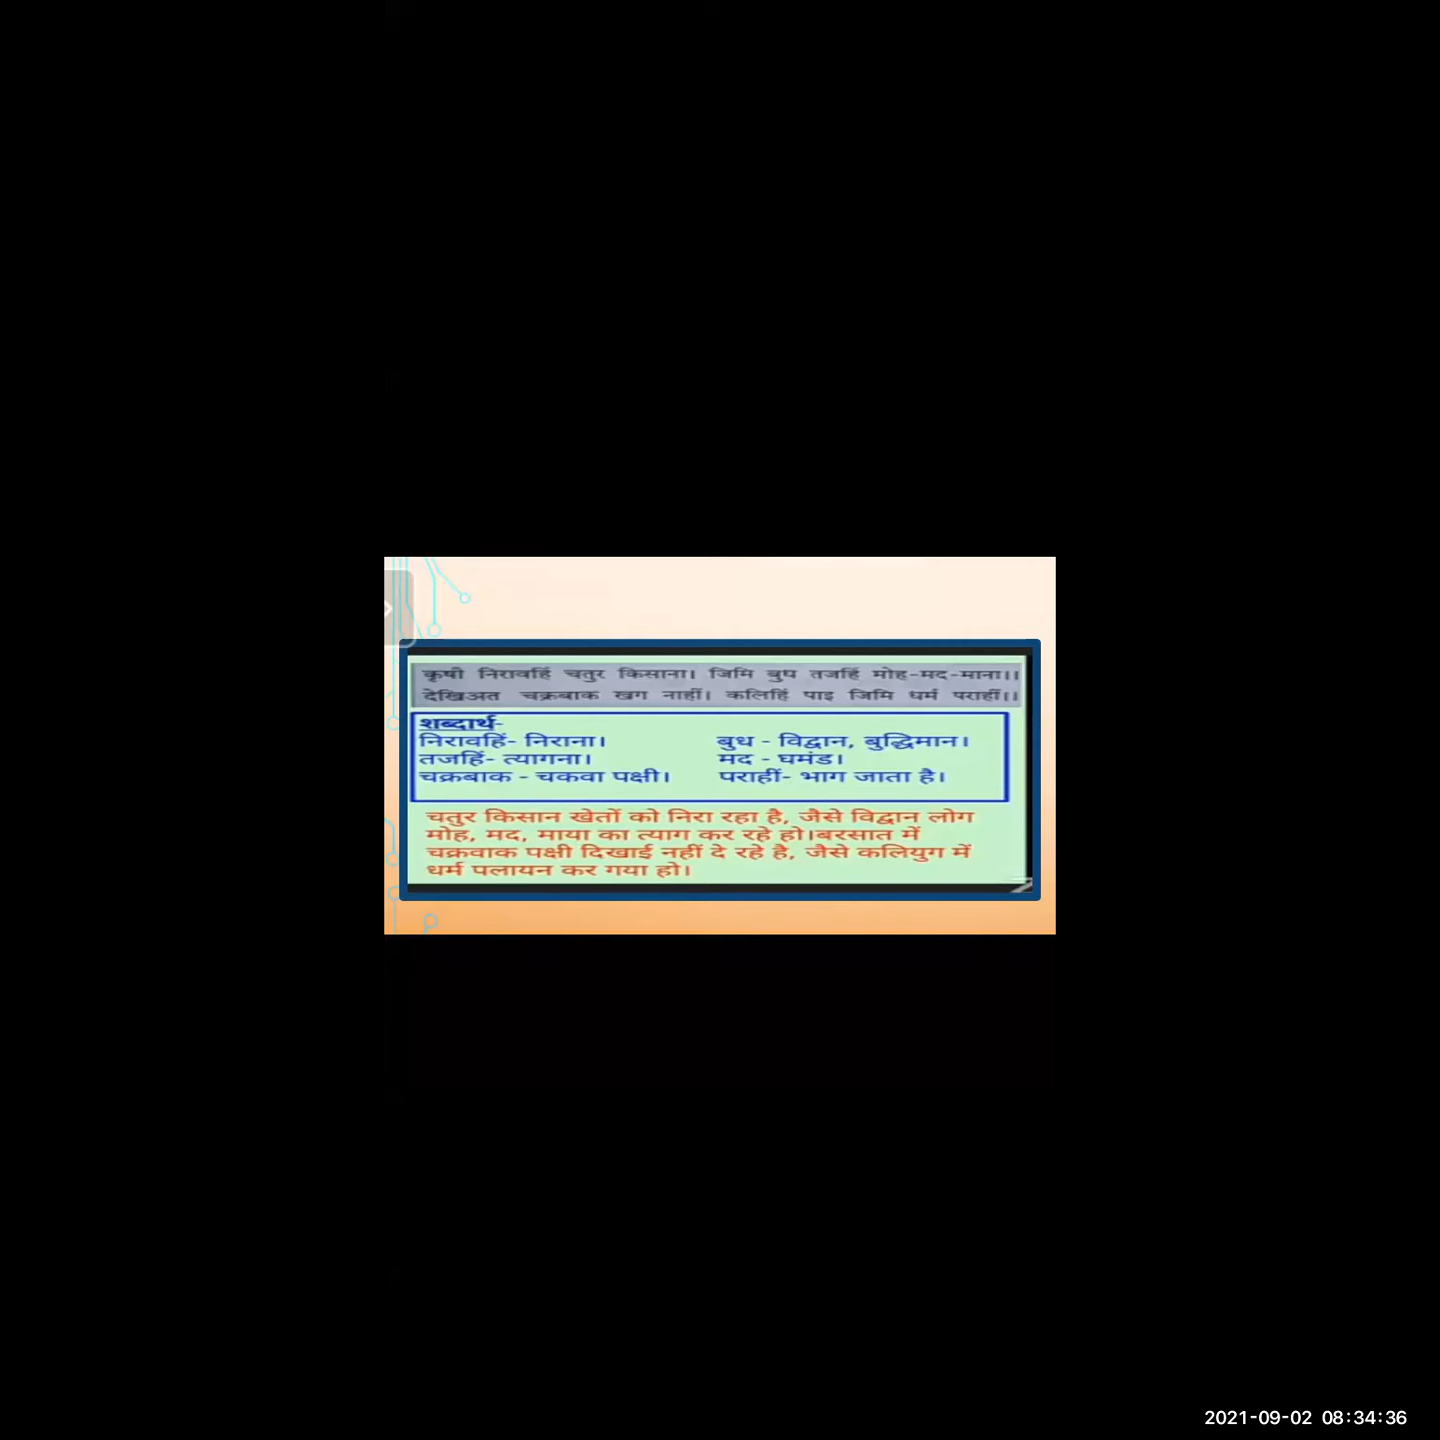 कृषी निरावहिं चतुर किसाना। जिमि बुध तजहिं मोह-मद-माना।।
देखिअत चक्रबाक खग नाहीं। कलिहिं पाइ जिमि धर्म पराहीं।।
शब्दार्थ-
निरावहिं- निराना। बुध - विद्वान, बुद्धिमान।
तजहिं- त्यागना। मद - घमंड।
चक्रबाक - चकवा पक्षी। पराहीं- भाग जाता है।
चतुर किसान खेतों को निरा रहा है, जैसे विद्वान लोग
मोह, मद, माया का त्याग कर रहे हो।बरसात में
चक्रवाक पक्षी दिखाई नहीं दे रहे है, जैसे कलियुग में
धर्म पलायन कर गया हो।
2021-09-02 08:34:36